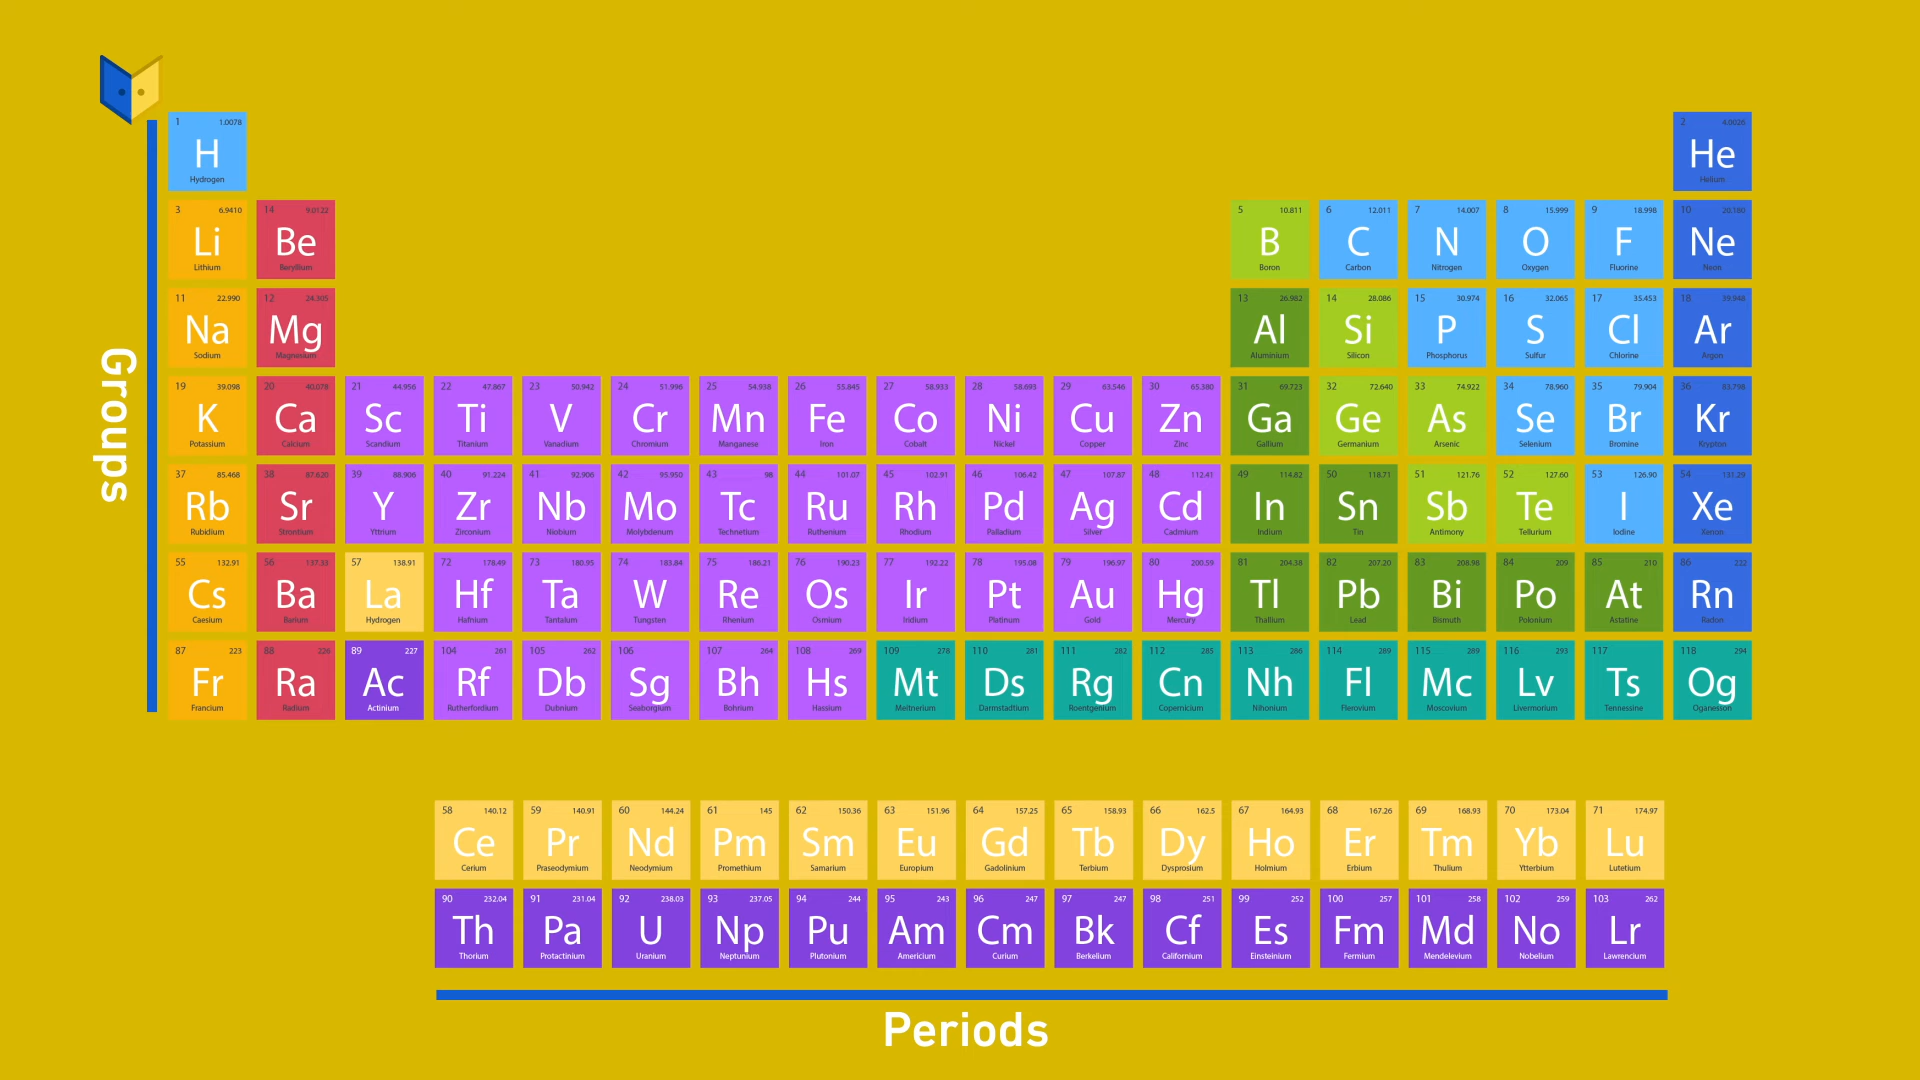 1 1.0078 2 4.0026
H He
Hydrogen Helium
3 6.9410 14 9.0122 5 10.811 6 12.011 7 14.007 8 15.999 9 18.998 10 20.180
Li Be B C N O F Ne
Lithium Beryllium Boron Carbon Nitrogen Oxygen Fluorine Neon
11 22.990 12 24.305 13 26.982 14 28.086 15 30.974 16 32.065 17 35.453 18 39.948
Na Mg Al Si P S Cl Ar
Sodium Magnesium Aluminium Silicon Phosphorus Sulfur Chlorine Argon
19 39.098 20 40.078 21 44.956 22 47.867 23 50.942 24 51.996 25 54.938 26 55.845 27 58.933 28 58.693 29 63.546 30 65.380 31 69.723 32 72.640 33 74.922 34 78.960 35 79.904 36 83.798
K Ca Sc Ti V Cr Mn Fe Co Ni Cu Zn Ga Ge As Se Br Kr
Potassium Calcium Scandium Titanium Vanadium Chromium Manganese Iron Cobalt Nickel Copper Zinc Gallium Germanium Arsenic Selenium Bromine Krypton
37 85.468 38 87.620 39 88.906 40 91.224 41 92.906 42 95.950 43 98 44 101.07 45 102.91 46 106.42 47 107.87 48 112.41 49 114.82 50 118.71 51 121.76 52 127.60 53 126.90 54 131.29
Rb Sr Y Zr Nb Mo Tc Ru Rh Pd Ag Cd In Sn Sb Te I Xe
Rubidium Strontium Yttrium Zirconium Niobium Molybdenum Technetium Ruthenium Rhodium Palladium Silver Cadmium Indium Tin Antimony Tellurium Iodine Xenon
55 132.91 56 137.33 57 138.91 72 178.49 73 180.95 74 183.84 75 186.21 76 190.23 77 192.22 78 195.08 79 196.97 80 200.59 81 204.38 82 207.20 83 208.98 84 209 85 210 86 222
Cs Ba La Hf Ta W Re Os Ir Pt Au Hg Tl Pb Bi Po At Rn
Caesium Barium Hydrogen Hafnium Tantalum Tungsten Rhenium Osmium Iridium Platinum Gold Mercury Thallium Lead Bismuth Polonium Astatine Radon
87 223 88 226 89 227 104 261 105 262 106 107 264 108 269 109 278 110 281 111 282 112 285 113 286 114 289 115 289 116 293 117 118 294
Fr Ra Ac Rf Db Sg Bh Hs Mt Ds Rg Cn Nh Fl Mc Lv Ts Og
Francium Radium Actinium Rutherfordium Dubnium Seaborgium Bohrium Hassium Meitnerium Darmstadtium Roentgenium Copernicium Nihonium Flerovium Moscovium Livermorium Tennessine Oganesson
Groups
58 140.12 59 140.91 60 144.24 61 145 62 150.36 63 151.96 64 157.25 65 158.93 66 162.5 67 164.93 68 167.26 69 168.93 70 173.04 71 174.97
Ce Pr Nd Pm Sm Eu Gd Tb Dy Ho Er Tm Yb Lu
Cerium Praseodymium Neodymium Promethium Samarium Europium Gadolinium Terbium Dysprosium Holmium Erbium Thulium Ytterbium Lutetium
90 232.04 91 231.04 92 238.03 93 237.05 94 244 95 243 96 247 97 247 98 251 99 252 100 257 101 258 102 259 103 262
Th Pa U Np Pu Am Cm Bk Cf Es Fm Md No Lr
Thorium Protactinium Uranium Neptunium Plutonium Americium Curium Berkelium Californium Einsteinium Fermium Mendelevium Nobelium Lawrencium
Periods